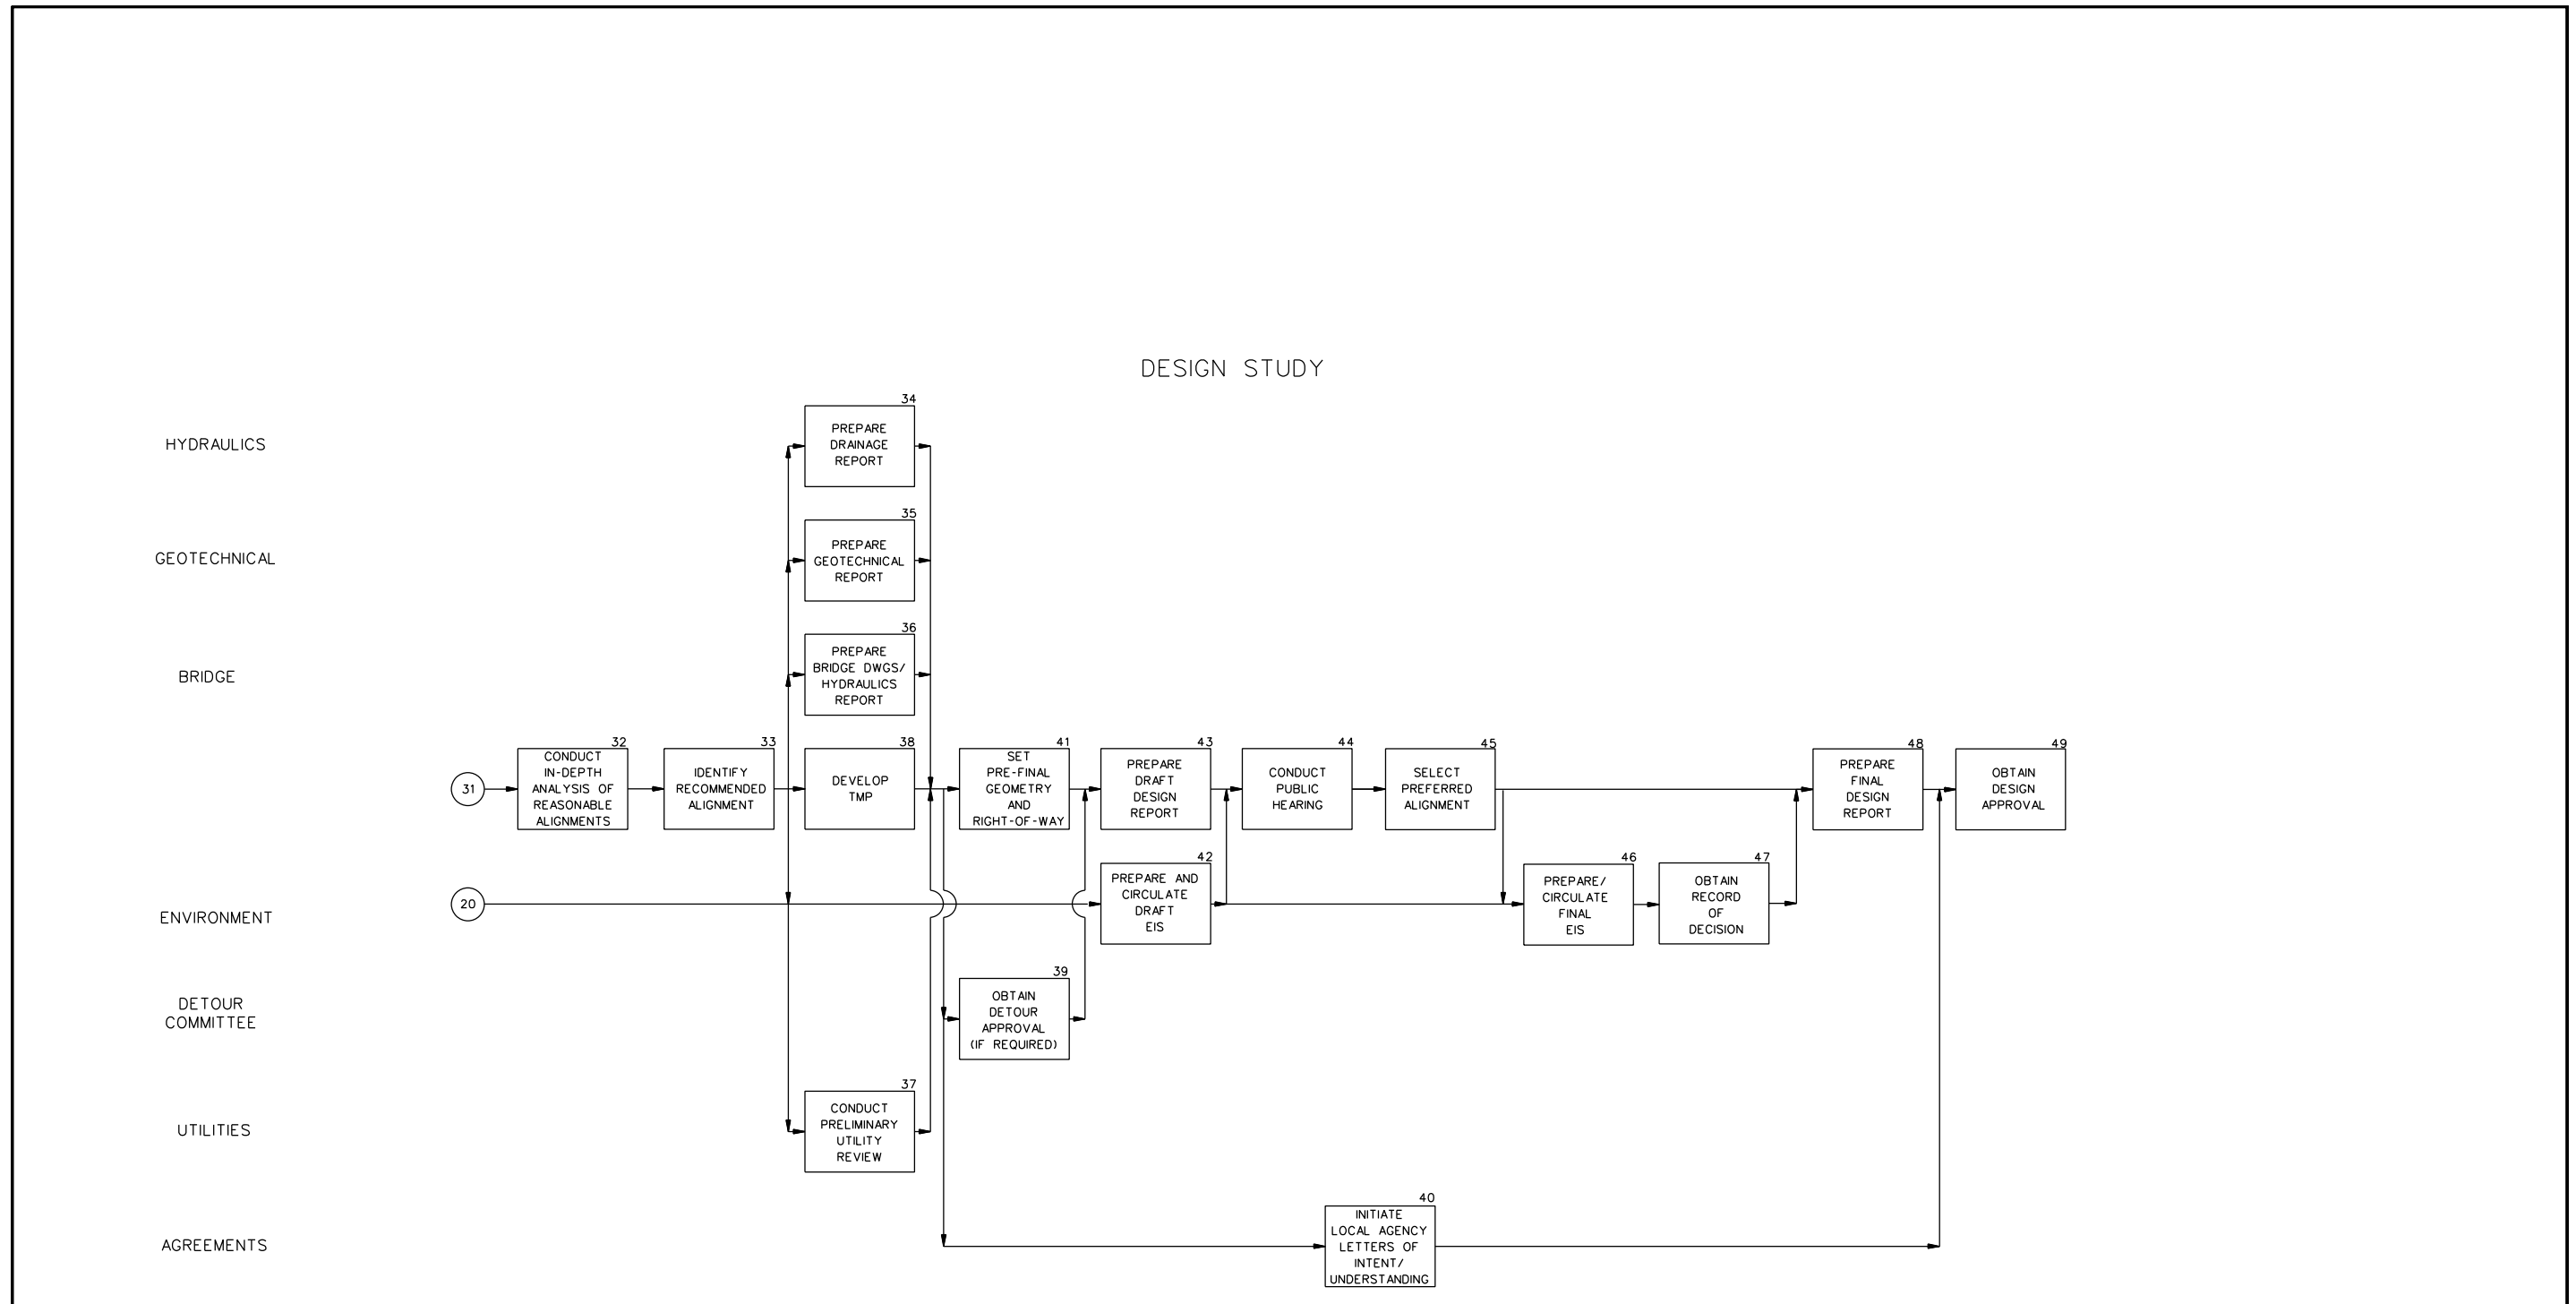 DESIGN STUDY
HYDRAULICS
34
PREPARE
DRAINAGE
REPORT
GEOTECHNICAL
35
PREPARE
GEOTECHNICAL
REPORT
BRIDGE
36
PREPARE
BRIDGE DWGS/
HYDRAULICS
REPORT
31
32
CONDUCT
IN-DEPTH
ANALYSIS OF
REASONABLE
ALIGNMENTS
33
IDENTIFY
RECOMMENDED
ALIGNMENT
38
DEVELOP
TMP
41
SET
PRE-FINAL
GEOMETRY
AND
RIGHT-OF-WAY
43
PREPARE
DRAFT
DESIGN
REPORT
44
CONDUCT
PUBLIC
HEARING
45
SELECT
PREFERRED
ALIGNMENT
48
PREPARE
FINAL
DESIGN
REPORT
49
OBTAIN
DESIGN
APPROVAL
ENVIRONMENT
20
42
PREPARE AND
CIRCULATE
DRAFT
EIS
46
PREPARE/
CIRCULATE
FINAL
EIS
47
OBTAIN
RECORD
OF
DECISION
DETOUR
COMMITTEE
39
OBTAIN
DETOUR
APPROVAL
(IF REQUIRED)
UTILITIES
37
CONDUCT
PRELIMINARY
UTILITY
REVIEW
AGREEMENTS
40
INITIATE
LOCAL AGENCY
LETTERS OF
INTENT/
UNDERSTANDING